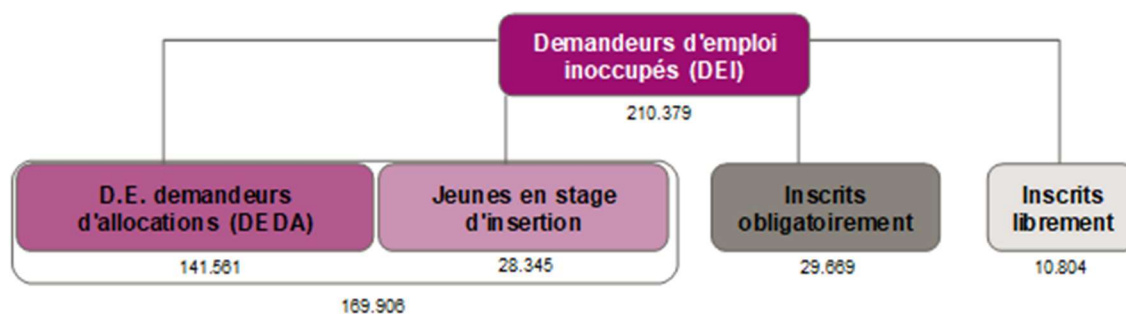 Demandeurs d'emploi
inoccupés (DEI)
210.379
D.E. demandeurs
d'allocations (DEDA)
141.561
Jeunes en stage
d'insertion
28.345
169.906
Inscrits
obligatoirement
29.669
Inscrits
librement
10.804